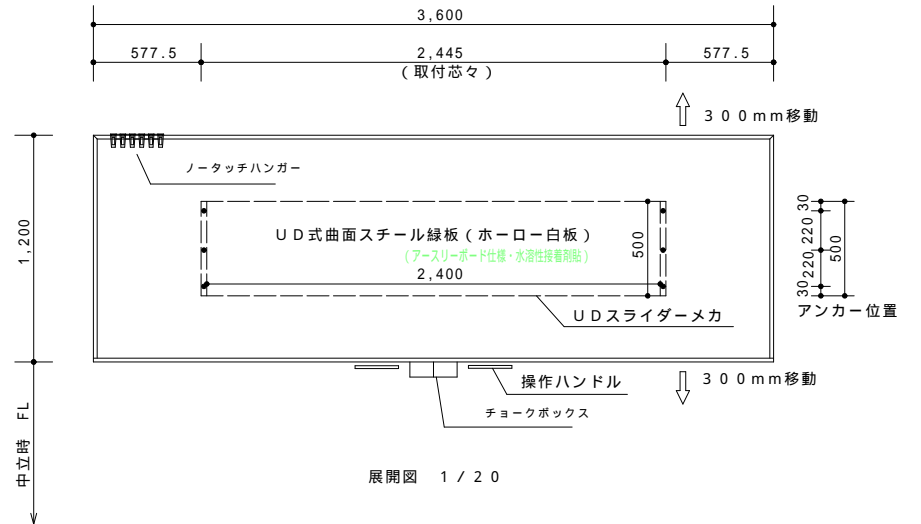 3,600
577.5
2,445
577.5
(取付芯々)
300mm移動
ノータッチハンガー
1,200
UD式曲面スチール緑板(ホーロー白板)
(アースリーボード仕様・水溶性接着剤貼)
500
2,400
30
220
220
30
500
アンカー位置
UDスライダーメカ
操作ハンドル
300mm移動
チョークボックス
中立時 FL
展開図 1/20